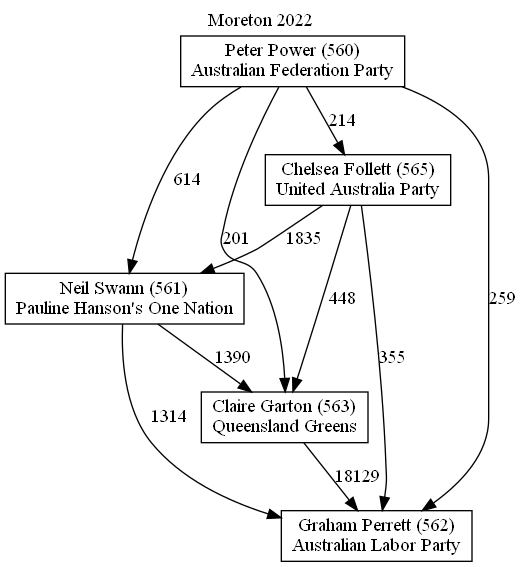 Moreton 2022
Peter Power (560)
Australian Federation Party
214
Chelsea Follett (565)
United Australia Party
614
201
1835
Neil Swann (561)
Pauline Hanson's One Nation
448
259
1390
355
Claire Garton (563)
Queensland Greens
1314
18129
Graham Perrett (562)
Australian Labor Party